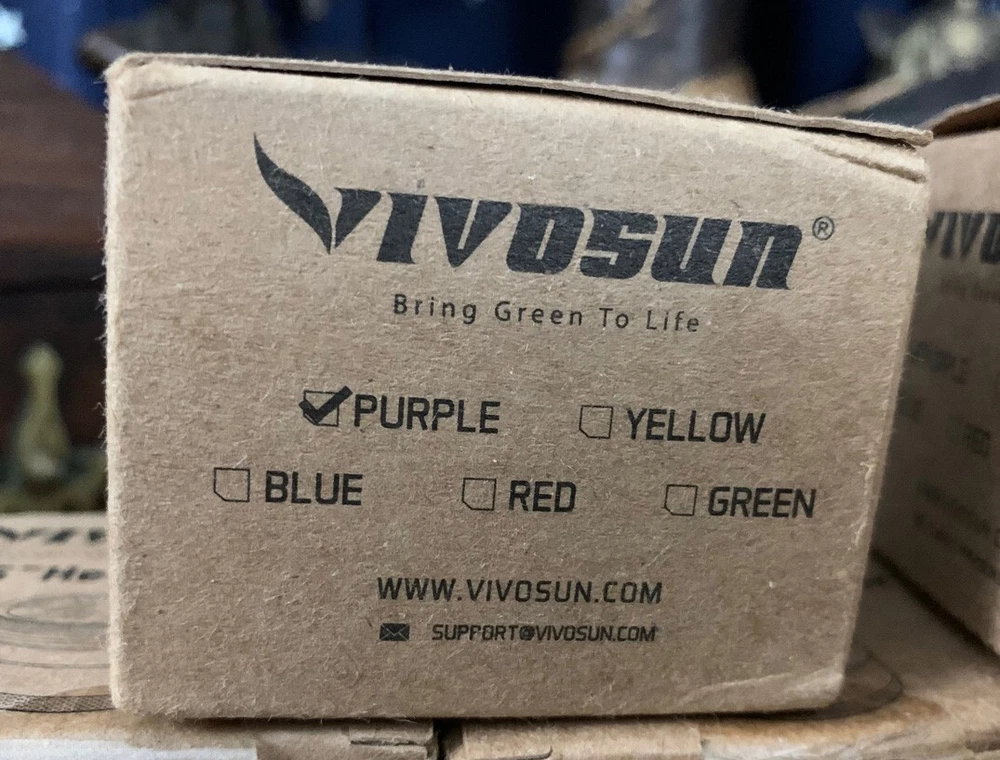 VIVOSUN®
Bring Green To Life
PURPLE YELLOW
BLUE RED GREEN
WWW.VIVOSUN.COM
SUPPORT@VIVOSUN.COM